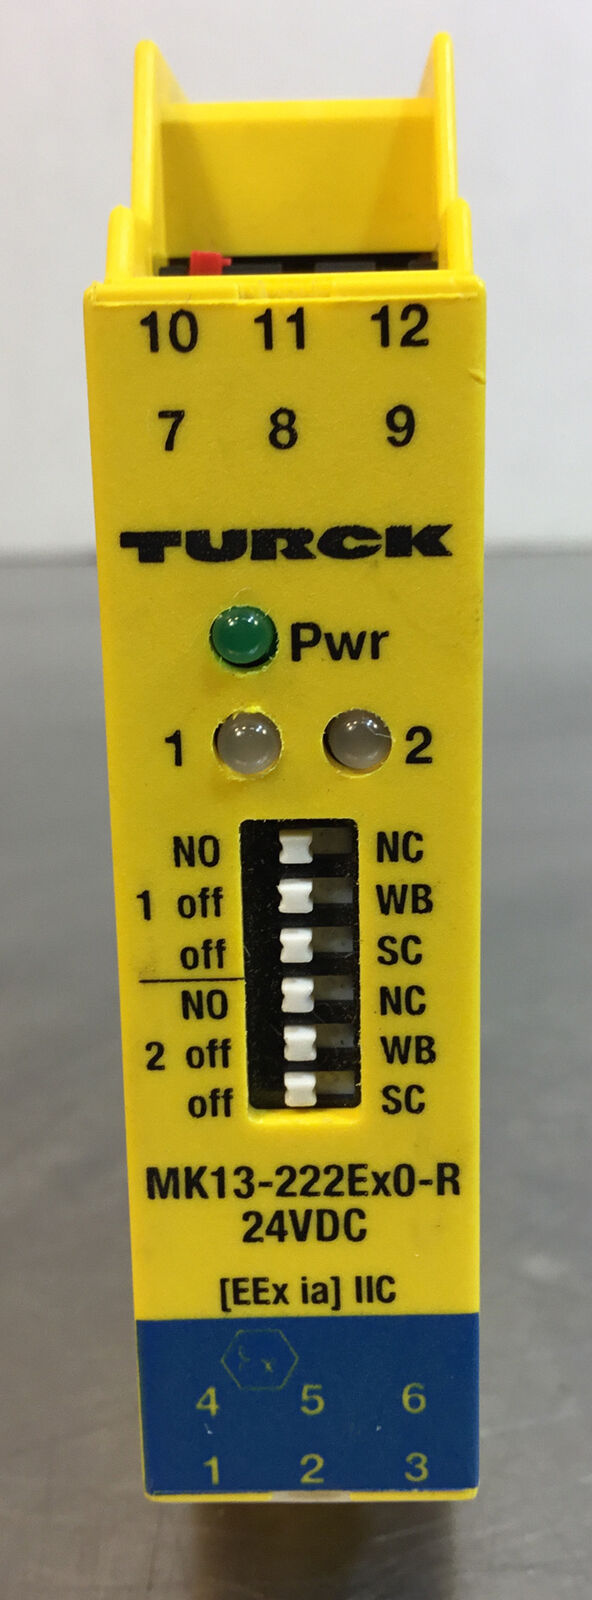 10 11 12
7 8 9
TURCK
Pwr
1 2
NO NC
1 off WB
off SC
NO NC
2 off WB
off SC
MK13-222Ex0-R
24VDC
[EEx ia] IIC
Ex
4 5 6
1 2 3